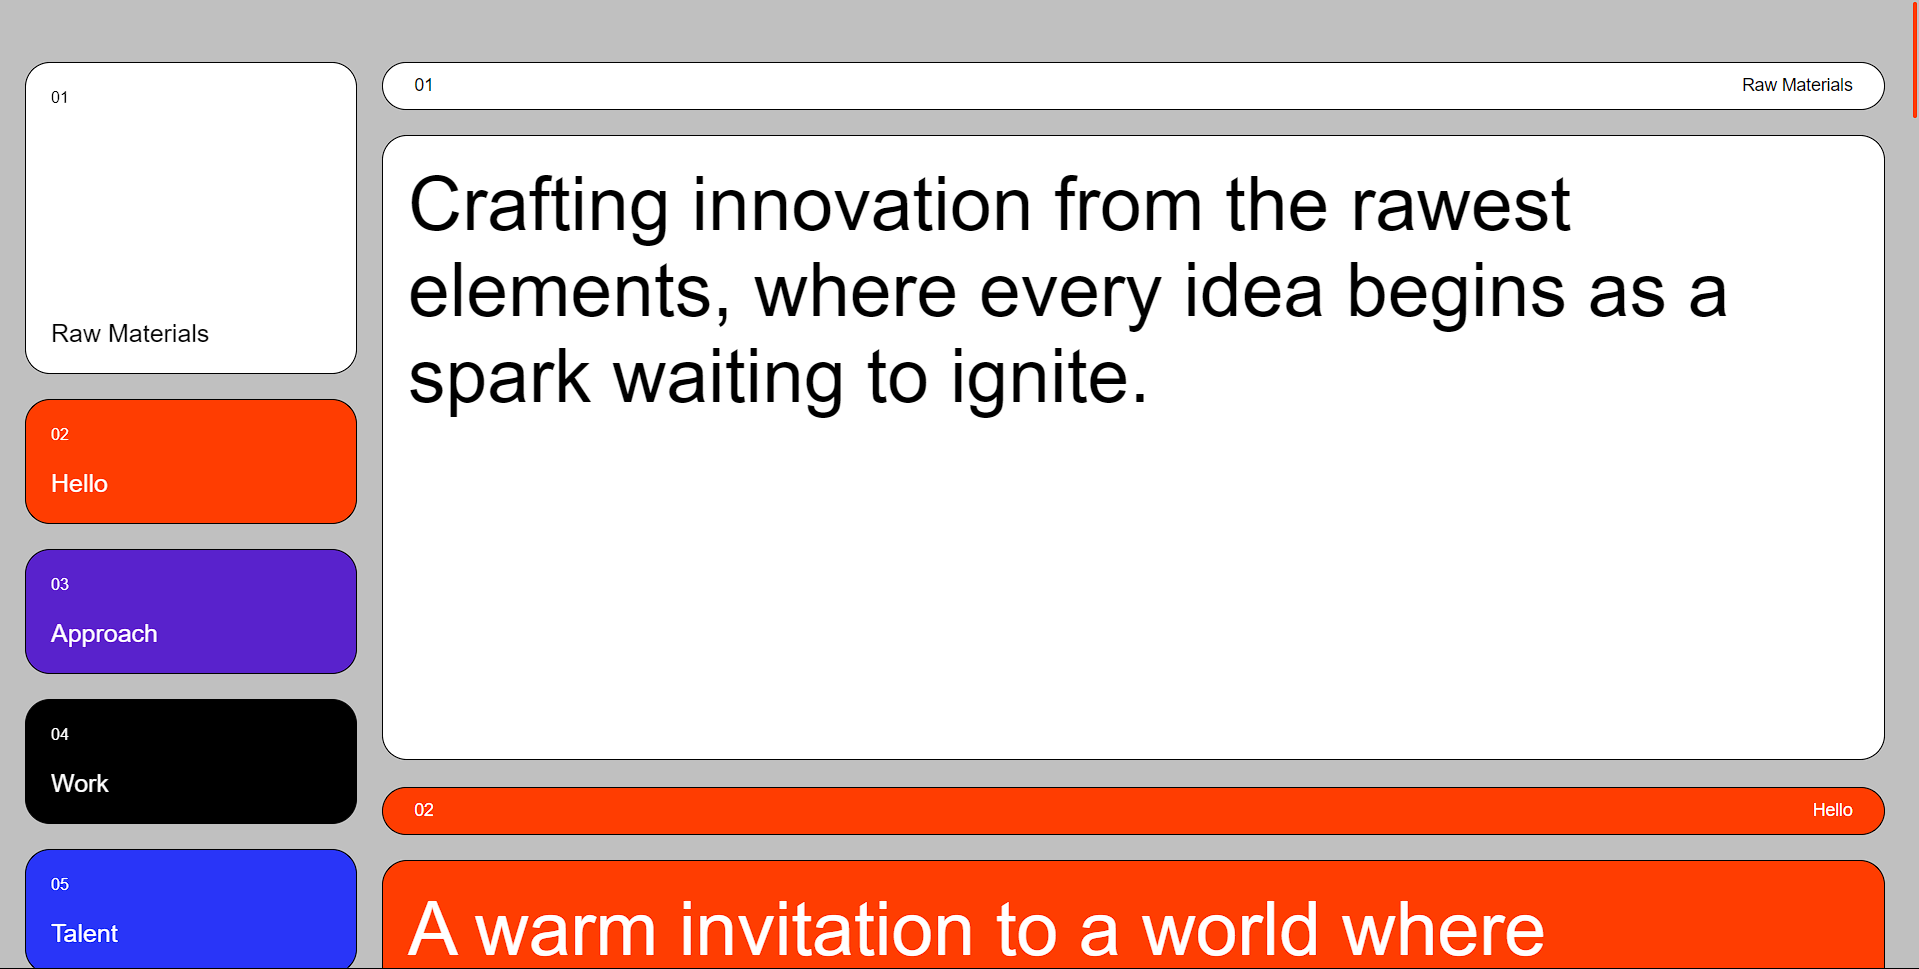 01
Raw Materials
02
Hello
03
Approach
04
Work
05
Talent
01
Raw Materials
Crafting innovation from the rawest
elements, where every idea begins as a
spark waiting to ignite.
02
Hello
A warm invitation to a world where